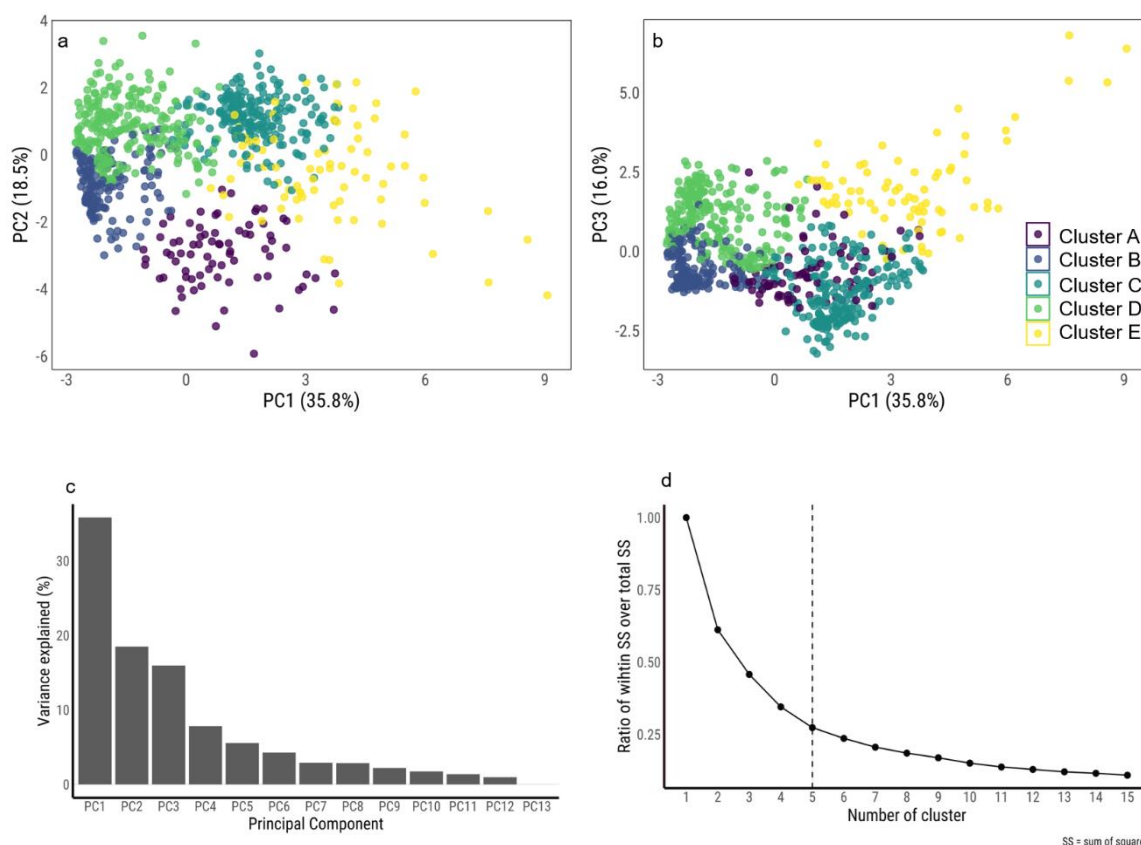 a
4
2
0
-2
-4
-6
PC2 (18.5%)
-3 0 3 6 9
PC1 (35.8%)
b
5.0
2.5
0.0
-2.5
PC3 (16.0%)
-3 0 3 6 9
PC1 (35.8%)
Cluster A
Cluster B
Cluster C
Cluster D
Cluster E
c
30
20
10
0
Variance explained (%)
PC1 PC2 PC3 PC4 PC5 PC6 PC7 PC8 PC9 PC10 PC11 PC12 PC13
Principal Component
d
1.00
0.75
0.50
0.25
Ratio of wihtin SS over total SS
1 2 3 4 5 6 7 8 9 10 11 12 13 14 15
Number of cluster
SS = sum of square